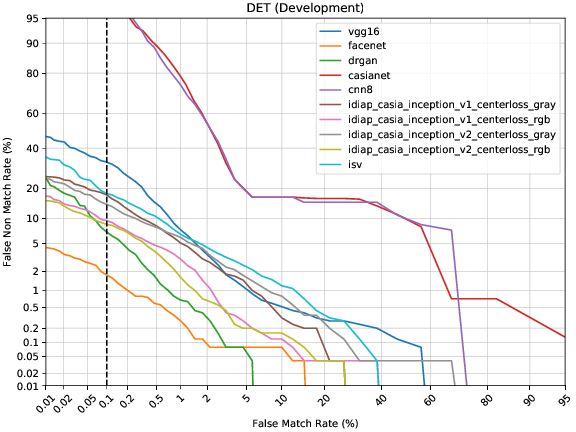 DET (Development)
False Non Match Rate (%)
95
90
80
60
40
20
10
5
2
1
0.5
0.2
0.1
0.05
0.02
0.01
vgg16
facenet
drgan
casianet
cnn8
idiap_casia_inception_v1_centerloss_gray
idiap_casia_inception_v1_centerloss_rgb
idiap_casia_inception_v2_centerloss_gray
idiap_casia_inception_v2_centerloss_rgb
isv
0.01 0.02 0.05 0.1 0.2 0.5 1 2 5 10 20 40 60 80 90 95
False Match Rate (%)